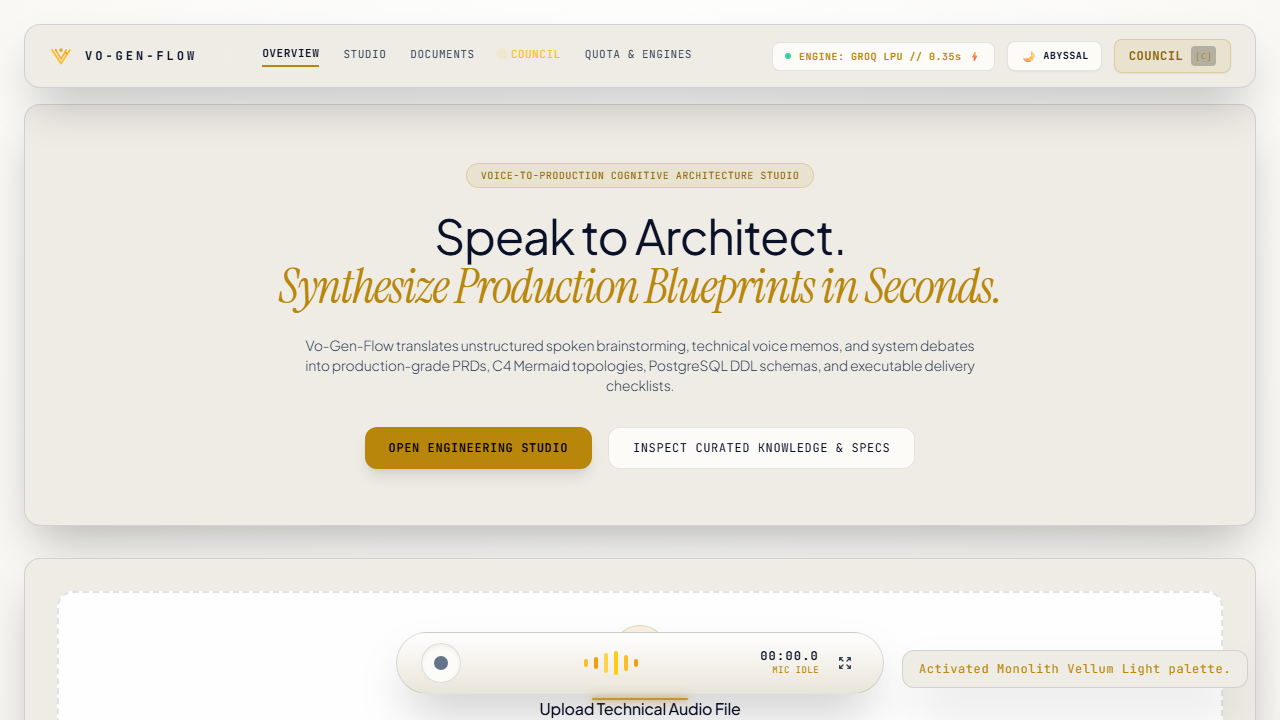 VO-GEN-FLOW
OVERVIEW
STUDIO
DOCUMENTS
COUNCIL
QUOTA & ENGINES
ENGINE: GROQ LPU // 0.35s
ABYSSAL
COUNCIL [C]
VOICE-TO-PRODUCTION COGNITIVE ARCHITECTURE STUDIO
Speak to Architect.
Synthesize Production Blueprints in Seconds.
Vo-Gen-Flow translates unstructured spoken brainstorming, technical voice memos, and system debates
into production-grade PRDs, C4 Mermaid topologies, PostgreSQL DDL schemas, and executable delivery
checklists.
OPEN ENGINEERING STUDIO
INSPECT CURATED KNOWLEDGE & SPECS
00:00.0
MIC IDLE
Activated Monolith Vellum Light palette.
Upload Technical Audio File